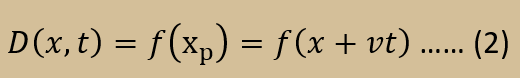 D(x, t) = f(xₚ) = f(x + vt) ...... (2)